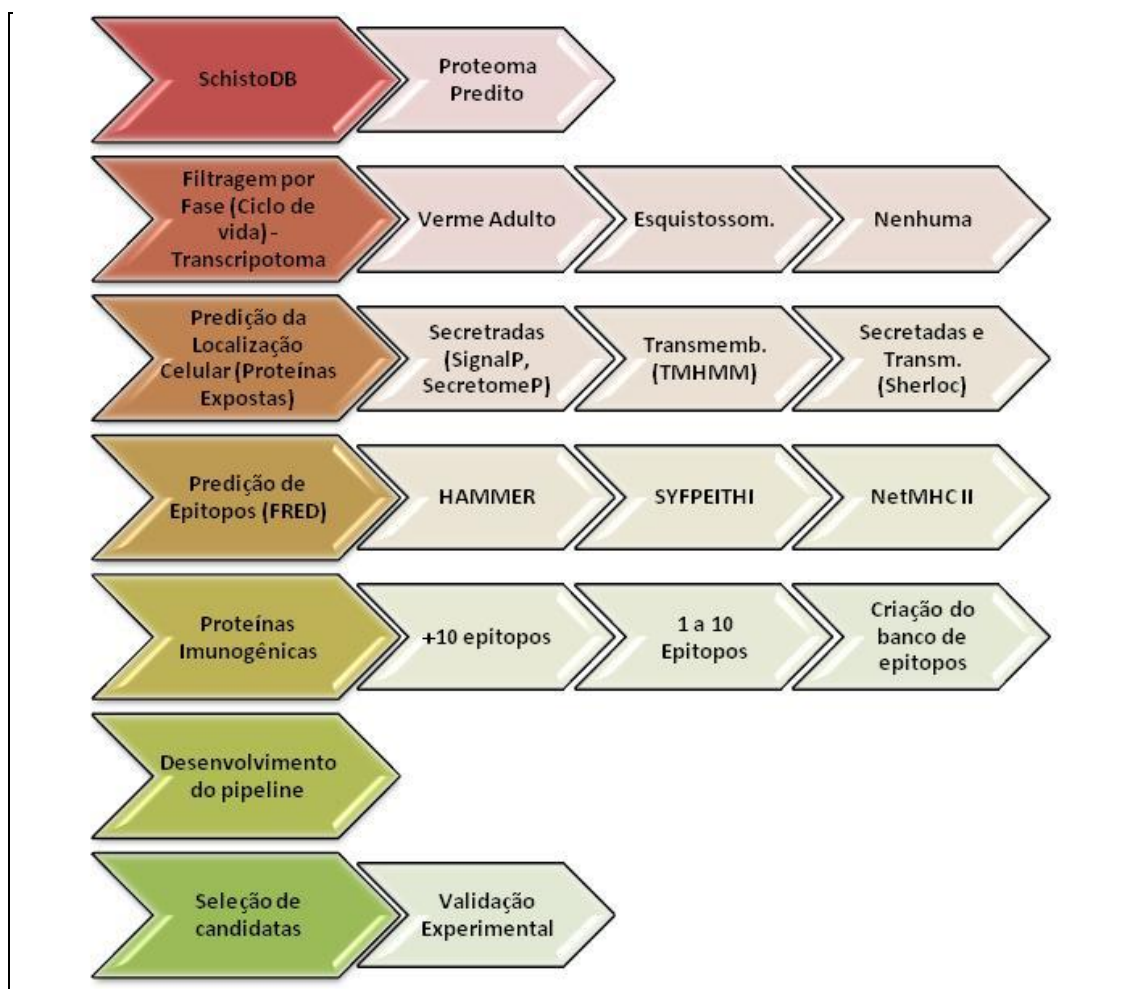 SchistoDB
Proteoma
Predito
Filtragem por
Fase (Ciclo de
vida) -
Transcripotoma
Verme Adulto
Esquistossom.
Nenhuma
Predição da
Localização
Celular (Proteínas
Expostas)
Secretradas
(SignalP,
SecretomeP)
Transmemb.
(TMHMM)
Secretadas e
Transm.
(Sherloc)
Predição de
Epitopos (FRED)
HAMMER
SYFPEITHI
NetMHC II
Proteínas
Imunogênicas
+10 epitopos
1 a 10
Epitopos
Criação do
banco de
epitopos
Desenvolvimento
do pipeline
Seleção de
candidatas
Validação
Experimental